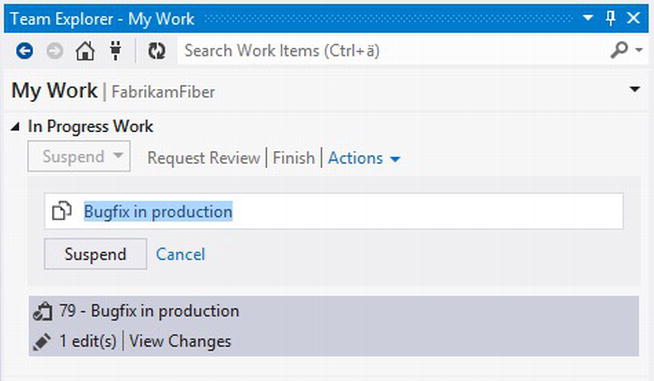 Team Explorer - My Work
Search Work Items (Ctrl+ä)
My Work | FabrikamFiber
In Progress Work
Suspend Request Review | Finish | Actions
Bugfix in production
Suspend Cancel
79 - Bugfix in production
1 edit(s) | View Changes